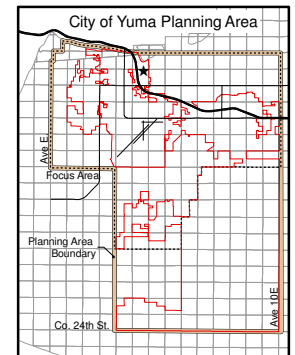 City of Yuma Planning Area
Ave E
Focus Area
Planning Area
Boundary
Ave 10E
Co. 24th St.